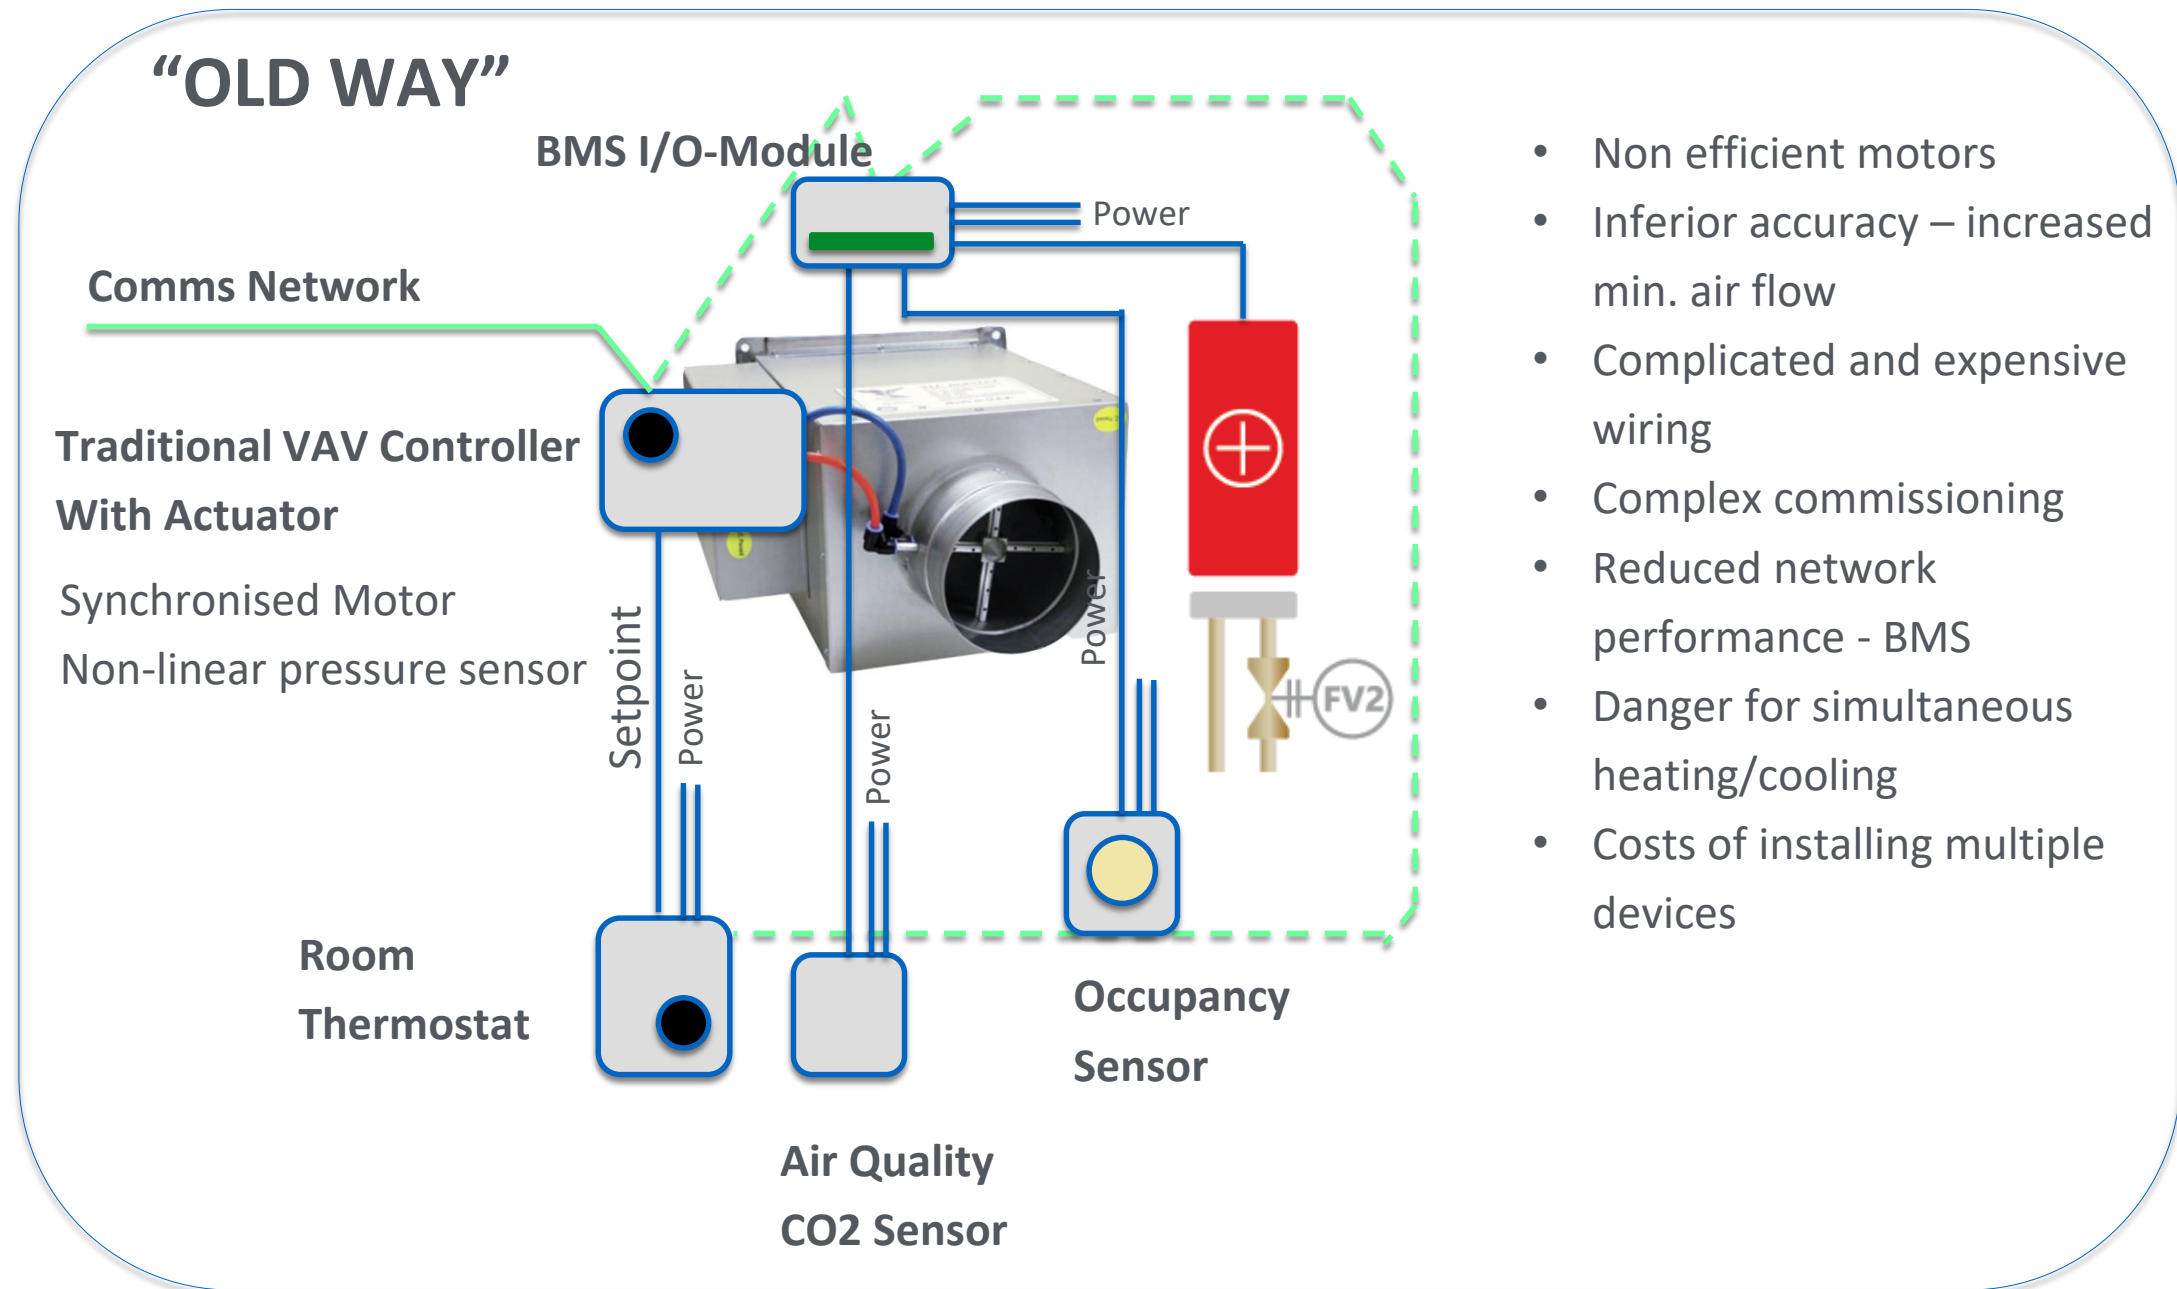 “OLD WAY”
BMS I/O-Module
Power
Comms Network
Traditional VAV Controller
With Actuator
Synchronised Motor
Non-linear pressure sensor
Setpoint
Power
Power
Power
FV2
Room
Thermostat
Occupancy
Sensor
Air Quality
CO2 Sensor
• Non efficient motors
• Inferior accuracy – increased
min. air flow
• Complicated and expensive
wiring
• Complex commissioning
• Reduced network
performance - BMS
• Danger for simultaneous
heating/cooling
• Costs of installing multiple
devices